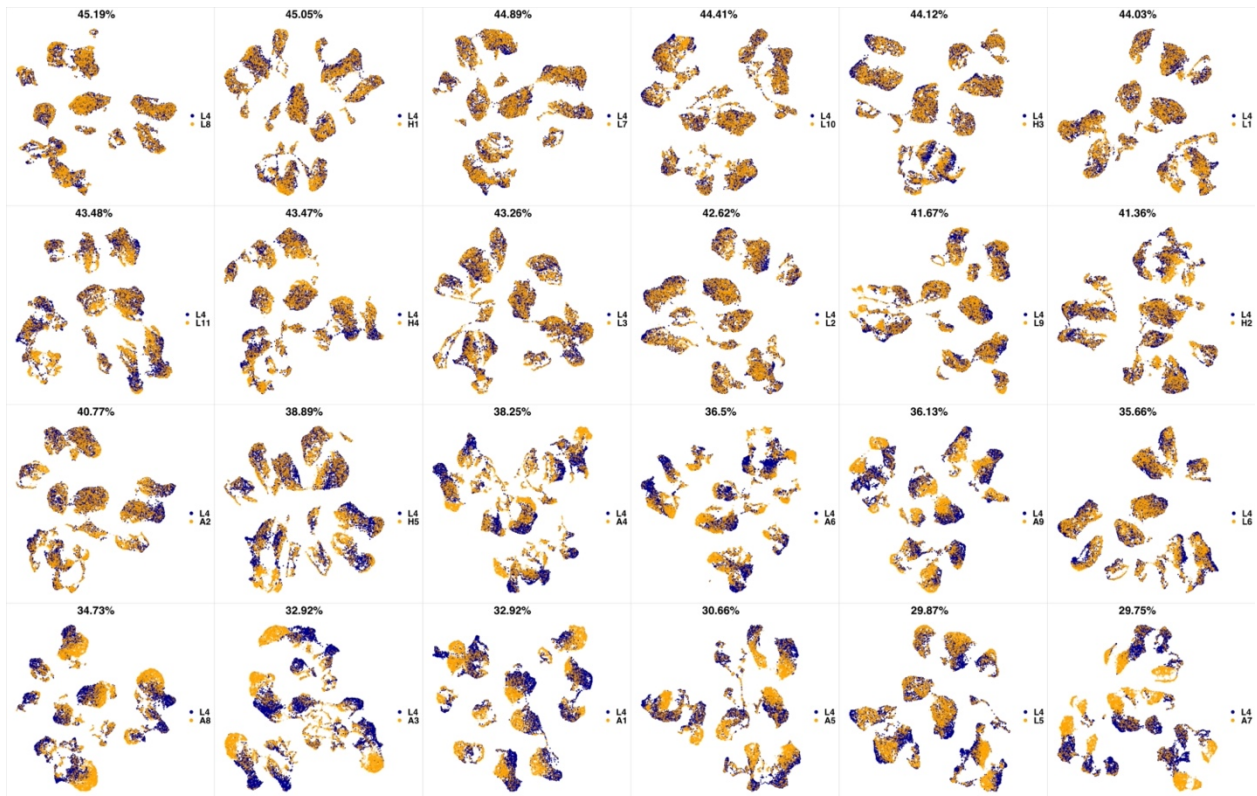 45.19% 45.05% 44.89% 44.41% 44.12% 44.03%
L4 L4 L4 L4 L4 L4
L8 H1 L7 L10 H3 L1
43.48% 43.47% 43.26% 42.62% 41.67% 41.36%
L4 L4 L4 L4 L4 L4
L11 H4 L3 L2 L9 H2
40.77% 38.89% 38.25% 36.5% 36.13% 35.66%
L4 L4 L4 L4 L4 L4
A2 H5 A4 A6 A9 L6
34.73% 32.92% 32.92% 30.66% 29.87% 29.75%
L4 L4 L4 L4 L4 L4
A8 A3 A1 A5 L5 A7